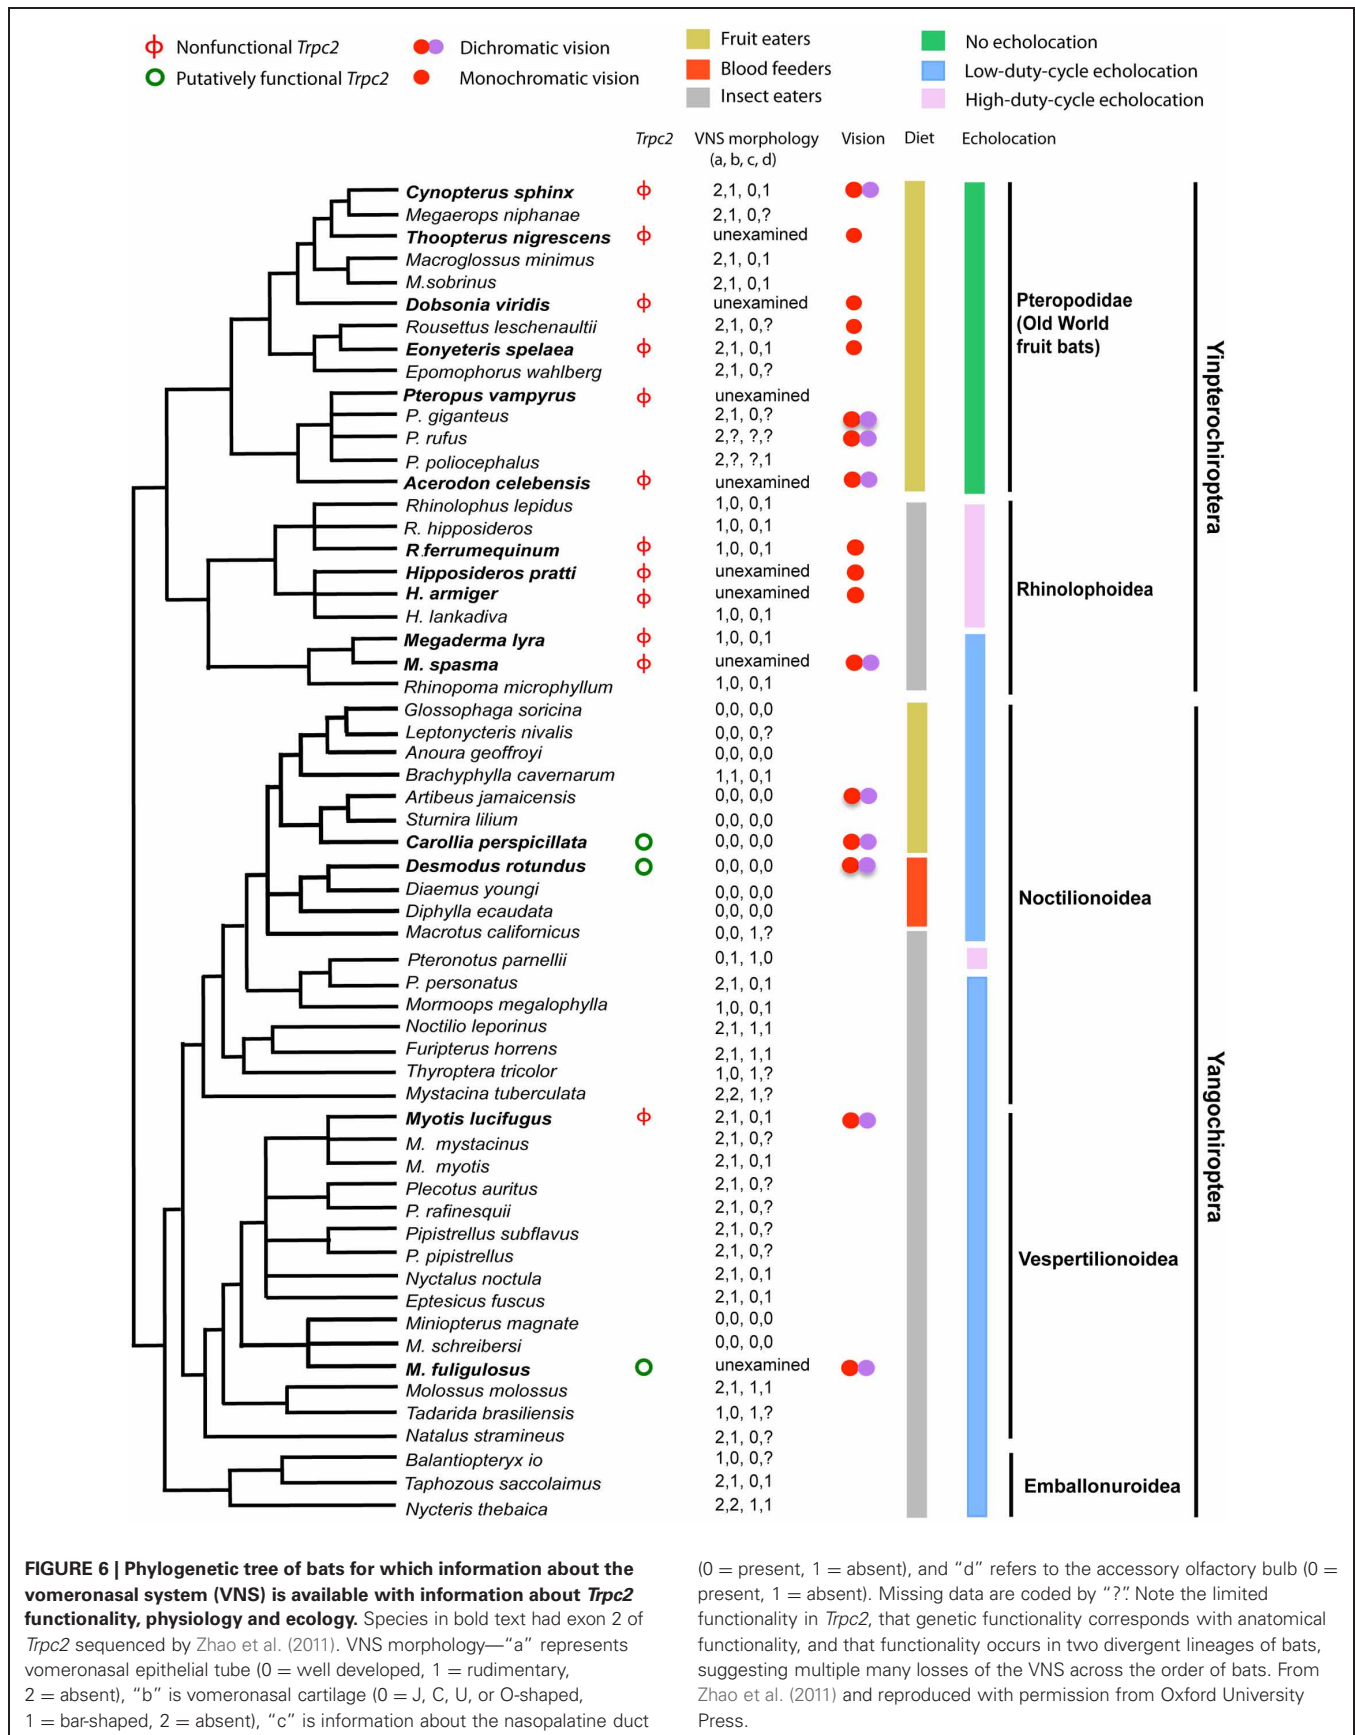 Nonfunctional Trpc2
Putatively functional Trpc2
Dichromatic vision
Monochromatic vision
Fruit eaters
Blood feeders
Insect eaters
No echolocation
Low-duty-cycle echolocation
High-duty-cycle echolocation
Trpc2 VNS morphology Vision Diet Echolocation
(a, b, c, d)
Cynopterus sphinx ɸ 2,1, 0,1
Megaerops niphanae 2,1, 0,?
Thoopterus nigrescens ɸ unexamined
Macroglossus minimus 2,1, 0,1
M.sobrinus 2,1, 0,1
Dobsonia viridis ɸ unexamined
Rousettus leschenaultii 2,1, 0,?
Eonyeteris spelaea ɸ 2,1, 0,1
Epomophorus wahlberg 2,1, 0,?
Pteropus vampyrus ɸ unexamined
P. giganteus 2,1, 0,?
P. rufus 2,?, ?,?
P. poliocephalus 2,?, ?,1
Acerodon celebensis ɸ unexamined
Rhinolophus lepidus 1,0, 0,1
R. hipposideros 1,0, 0,1
R.ferrumequinum ɸ 1,0, 0,1
Hipposideros pratti ɸ unexamined
H. armiger ɸ unexamined
H. lankadiva 1,0, 0,1
Megaderma lyra ɸ 1,0, 0,1
M. spasma ɸ unexamined
Rhinopoma microphyllum 1,0, 0,1
Glossophaga soricina 0,0, 0,0
Leptonycteris nivalis 0,0, 0,?
Anoura geoffroyi 0,0, 0,0
Brachyphylla cavernarum 1,1, 0,1
Artibeus jamaicensis 0,0, 0,0
Sturnira lilium 0,0, 0,0
Carollia perspicillata 0,0, 0,0
Desmodus rotundus 0,0, 0,0
Diaemus youngi 0,0, 0,0
Diphylla ecaudata 0,0, 0,0
Macrotus californicus 0,0, 1,?
Pteronotus parnellii 0,1, 1,0
P. personatus 2,1, 0,1
Mormoops megalophylla 1,0, 0,1
Noctilio leporinus 2,1, 1,1
Furipterus horrens 2,1, 1,1
Thyroptera tricolor 1,0, 1,?
Mystacina tuberculata 2,2, 1,?
Myotis lucifugus ɸ 2,1, 0,1
M. mystacinus 2,1, 0,?
M. myotis 2,1, 0,1
Plecotus auritus 2,1, 0,?
P. rafinesquii 2,1, 0,?
Pipistrellus subflavus 2,1, 0,?
P. pipistrellus 2,1, 0,?
Nyctalus noctula 2,1, 0,1
Eptesicus fuscus 2,1, 0,1
Miniopterus magnate 0,0, 0,0
M. schreibersi 0,0, 0,0
M. fuligulosus unexamined
Molossus molossus 2,1, 1,1
Tadarida brasiliensis 1,0, 1,?
Natalus stramineus 2,1, 0,?
Balantiopteryx io 1,0, 0,?
Taphozous saccolaimus 2,1, 0,1
Nycteris thebaica 2,2, 1,1
Pteropodidae
(Old World
fruit bats)
Rhinolophoidea
Noctilionoidea
Vespertilionoidea
Emballonuroidea
Yinpterochiroptera
Yangochiroptera
FIGURE 6 | Phylogenetic tree of bats for which information about the
vomeronasal system (VNS) is available with information about Trpc2
functionality, physiology and ecology. Species in bold text had exon 2 of
Trpc2 sequenced by Zhao et al. (2011). VNS morphology—“a” represents
vomeronasal epithelial tube (0 = well developed, 1 = rudimentary,
2 = absent), “b” is vomeronasal cartilage (0 = J, C, U, or O-shaped,
1 = bar-shaped, 2 = absent), “c” is information about the nasopalatine duct
(0 = present, 1 = absent), and “d” refers to the accessory olfactory bulb (0 =
present, 1 = absent). Missing data are coded by “?”. Note the limited
functionality in Trpc2, that genetic functionality corresponds with anatomical
functionality, and that functionality occurs in two divergent lineages of bats,
suggesting multiple many losses of the VNS across the order of bats. From
Zhao et al. (2011) and reproduced with permission from Oxford University
Press.